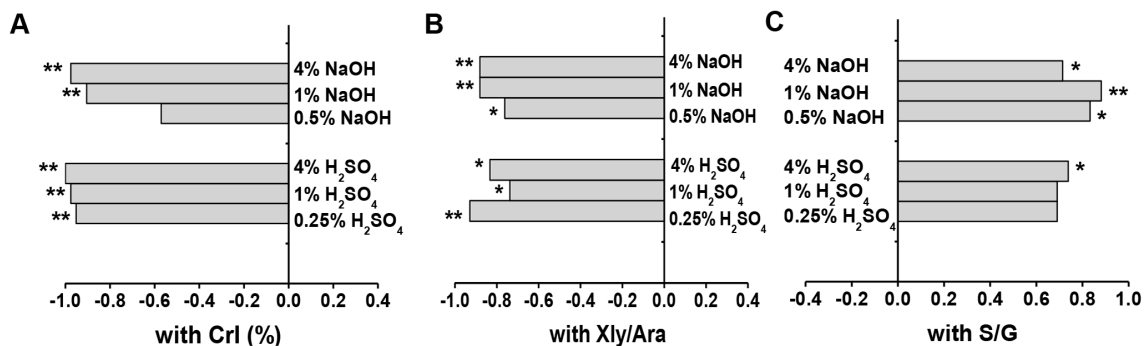 A
** 4% NaOH
** 1% NaOH
0.5% NaOH
** 4% H₂SO₄
** 1% H₂SO₄
** 0.25% H₂SO₄
-1.0 -0.8 -0.6 -0.4 -0.2 0.0 0.2 0.4
with CrI (%)
B
** 4% NaOH
** 1% NaOH
* 0.5% NaOH
* 4% H₂SO₄
* 1% H₂SO₄
** 0.25% H₂SO₄
-1.0 -0.8 -0.6 -0.4 -0.2 0.0 0.2 0.4
with Xly/Ara
C
4% NaOH *
1% NaOH **
0.5% NaOH *
4% H₂SO₄ *
1% H₂SO₄
0.25% H₂SO₄
-0.4 -0.2 0.0 0.2 0.4 0.6 0.8 1.0
with S/G